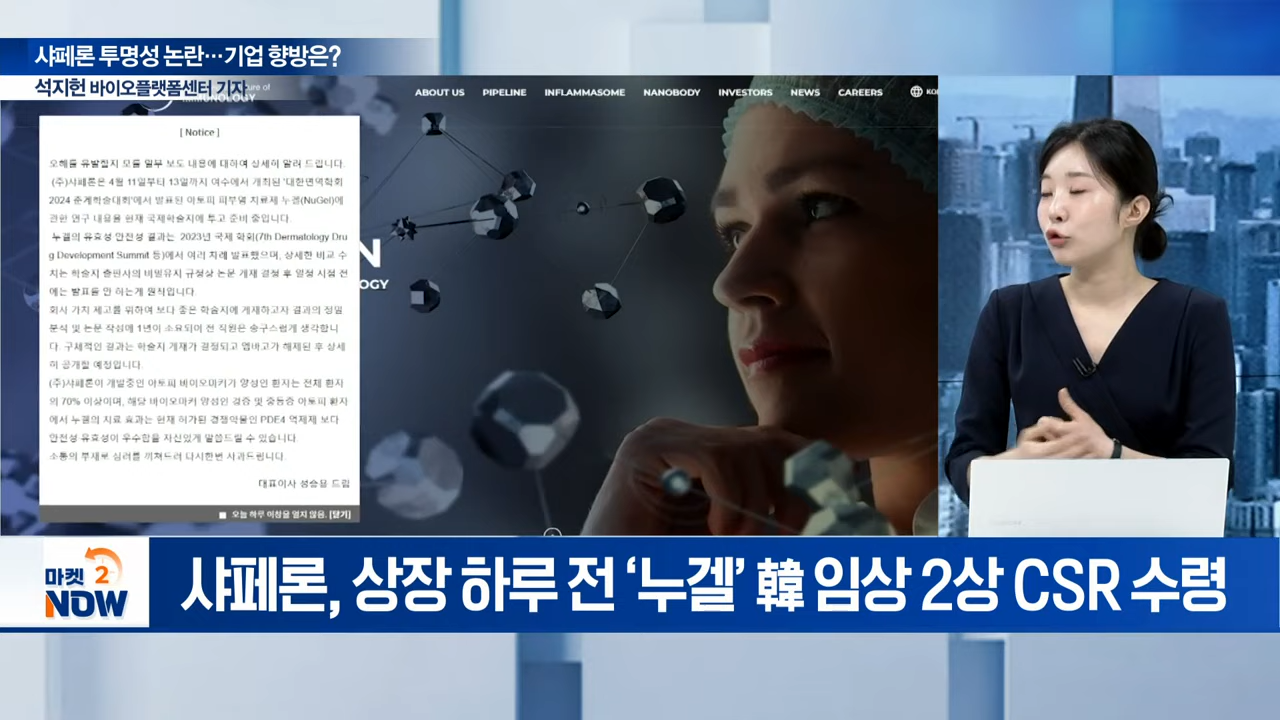 샤페론 투명성 논란…기업 향방은?
석지헌 바이오플랫폼센터 기자
ure of
IMMUNOLOGY
ABOUT US PIPELINE INFLAMMASOME NANOBODY INVESTORS NEWS CAREERS KOR
[ Notice ]
오해를 유발할지 모를 일부 보도 내용에 대하여 상세히 알려 드립니다.
(주)샤페론은 4월 11일부터 13일까지 여수에서 개최된 '대한면역학회
2024 춘계학술대회'에서 발표된 아토피 피부염 치료제 누겔(NuGel)에
관한 연구 내용을 현재 국제학술지에 투고 준비 중입니다.
누겔의 유효성 안전성 결과는 2023년 국제 학회(7th Dermatology Dru
g Development Summit 등)에서 여러 차례 발표했으며, 상세한 비교 수
치는 학술지 출판사의 비밀유지 규정상 논문 게재 결정 후 일정 시점 전
에는 발표를 안 하는게 원칙입니다.
회사 가치 제고를 위하여 보다 좋은 학술지에 게재하고자 결과의 정밀
분석 및 논문 작성에 1년이 소요되어 전 직원은 송구스럽게 생각합니
다. 구체적인 결과는 학술지 게재가 결정되고 엠바고가 해제된 후 상세
히 공개할 예정입니다.
(주)샤페론이 개발중인 아토피 바이오마커가 양성인 환자는 전체 환자
의 70% 이상이며, 해당 바이오마커 양성인 경증 및 중등증 아토피 환자
에서 누겔의 치료 효과는 현재 허가된 경쟁약물인 PDE4 억제제 보다
안전성 유효성이 우수함을 자신있게 말씀드릴 수 있습니다.
소통의 부재로 심려를 끼쳐드려 다시한번 사과드립니다.
대표이사 성승용 드림
오늘 하루 이창을 열지 않음. [닫기]
N
OGY
마켓 2
NOW
샤페론, 상장 하루 전 ‘누겔’ 韓 임상 2상 CSR 수령